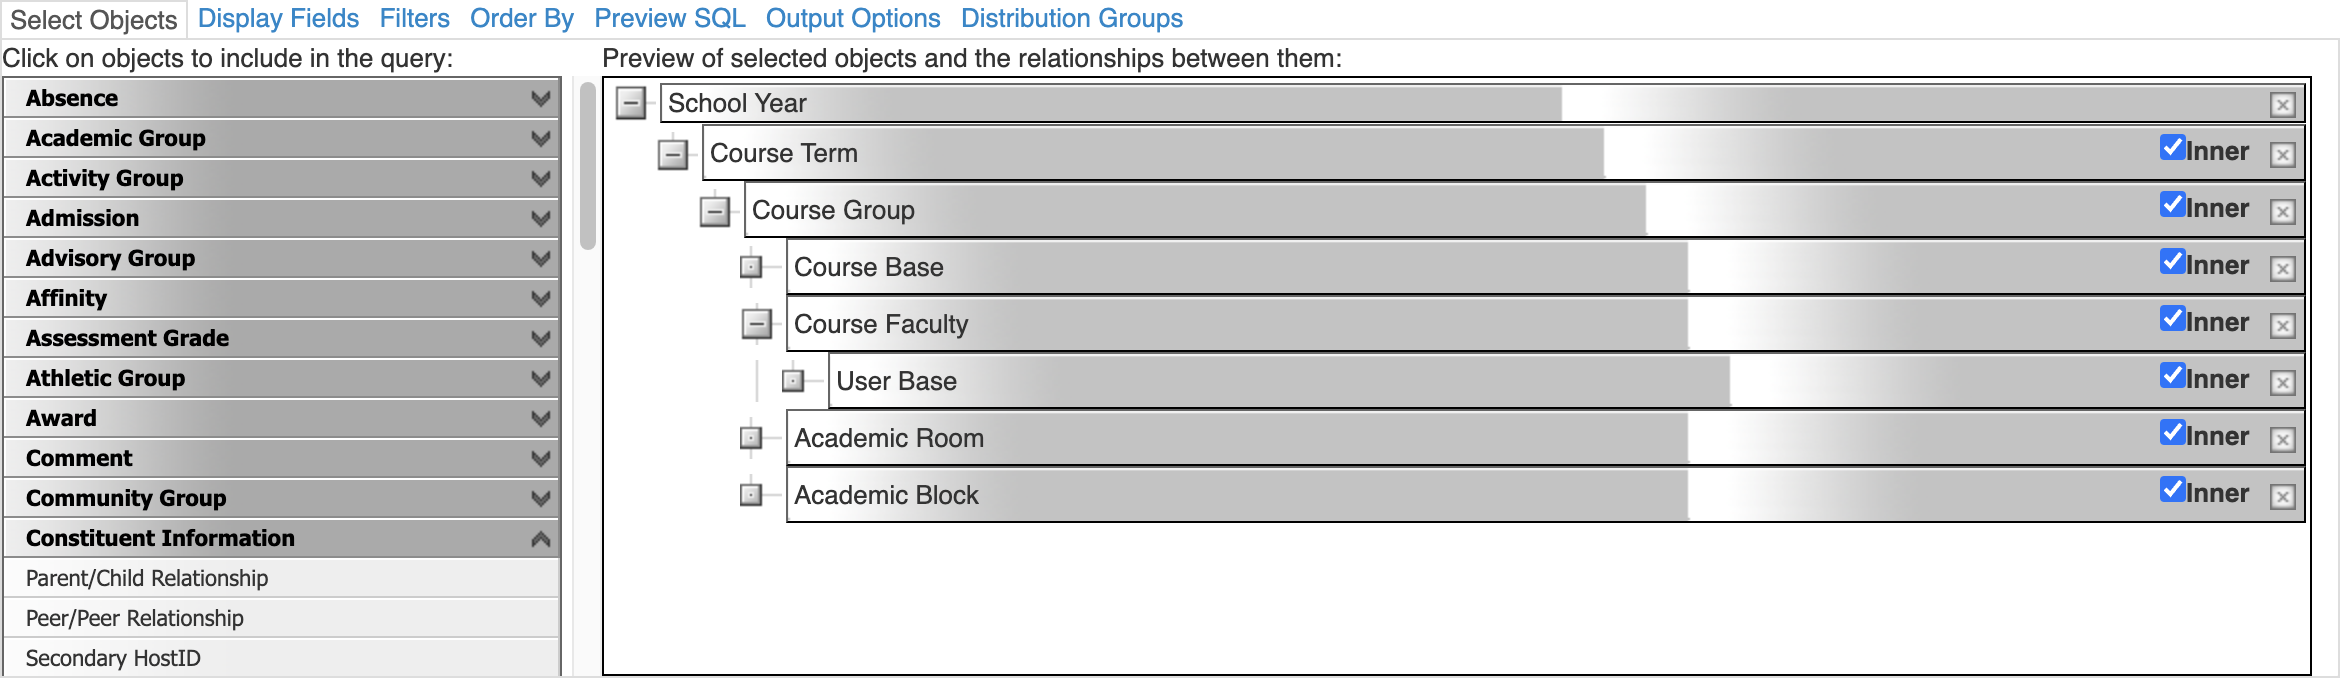 Select Objects Display Fields Filters Order By Preview SQL Output Options Distribution Groups
Click on objects to include in the query:
Absence
Academic Group
Activity Group
Admission
Advisory Group
Affinity
Assessment Grade
Athletic Group
Award
Comment
Community Group
Constituent Information
Parent/Child Relationship
Peer/Peer Relationship
Secondary HostID
Preview of selected objects and the relationships between them:
School Year
Course Term Inner
Course Group Inner
Course Base Inner
Course Faculty Inner
User Base Inner
Academic Room Inner
Academic Block Inner